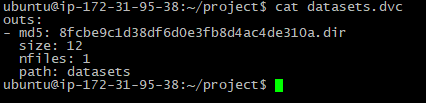 ubuntu@ip-172-31-95-38:~/project$ cat datasets.dvc
outs:
- md5: 8fcbe9c1d38df6d0e3fb8d4ac4de310a.dir
  size: 12
  nfiles: 1
  path: datasets
ubuntu@ip-172-31-95-38:~/project$